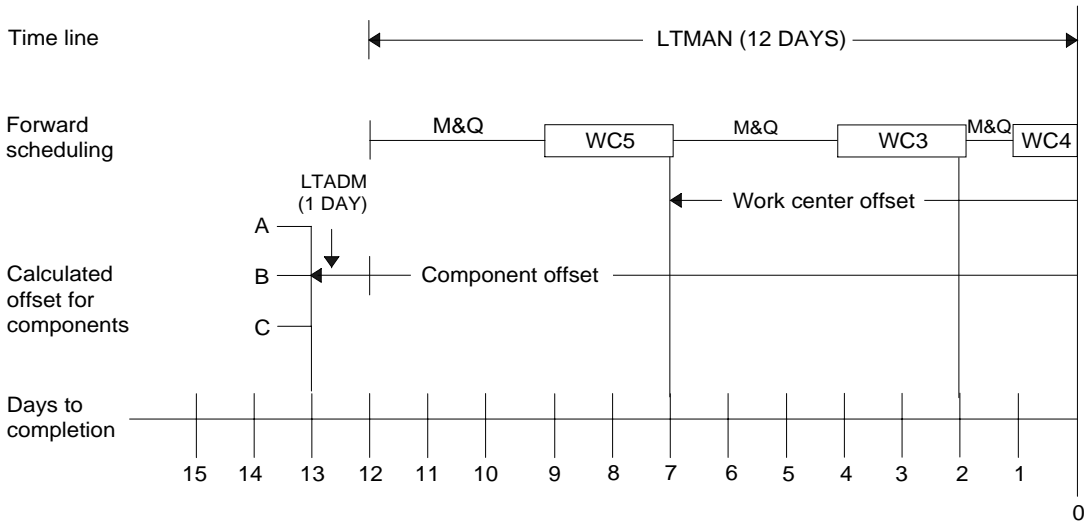 Time line
LTMAN (12 DAYS)
Forward
scheduling
M&Q
WC5
M&Q
WC3
M&Q
WC4
LTADM
(1 DAY)
Work center offset
A
Calculated
offset for
components
B
Component offset
C
Days to
completion
15 14 13 12 11 10 9 8 7 6 5 4 3 2 1
0